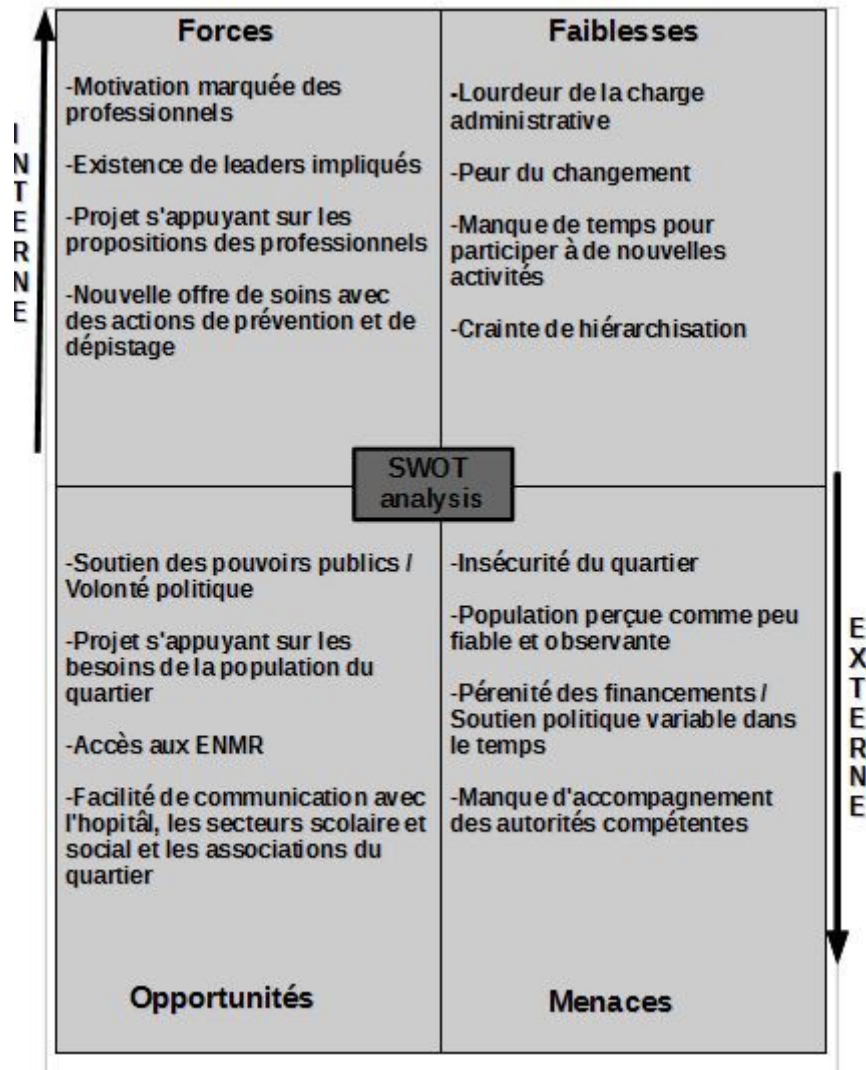 Forces
-Motivation marquée des
professionnels
-Existence de leaders impliqués
-Projet s'appuyant sur les
propositions des professionnels
-Nouvelle offre de soins avec
des actions de prévention et de
dépistage
Faiblesses
-Lourdeur de la charge
administrative
-Peur du changement
-Manque de temps pour
participer à de nouvelles
activités
-Crainte de hiérarchisation
INTERNE
SWOT
analysis
-Soutien des pouvoirs publics /
Volonté politique
-Projet s'appuyant sur les
besoins de la population du
quartier
-Accès aux ENMR
-Facilité de communication avec
l'hopitâl, les secteurs scolaire et
social et les associations du
quartier
Opportunités
-Insécurité du quartier
-Population perçue comme peu
fiable et observante
-Pérenité des financements /
Soutien politique variable dans
le temps
-Manque d'accompagnement
des autorités compétentes
Menaces
EXTERNE